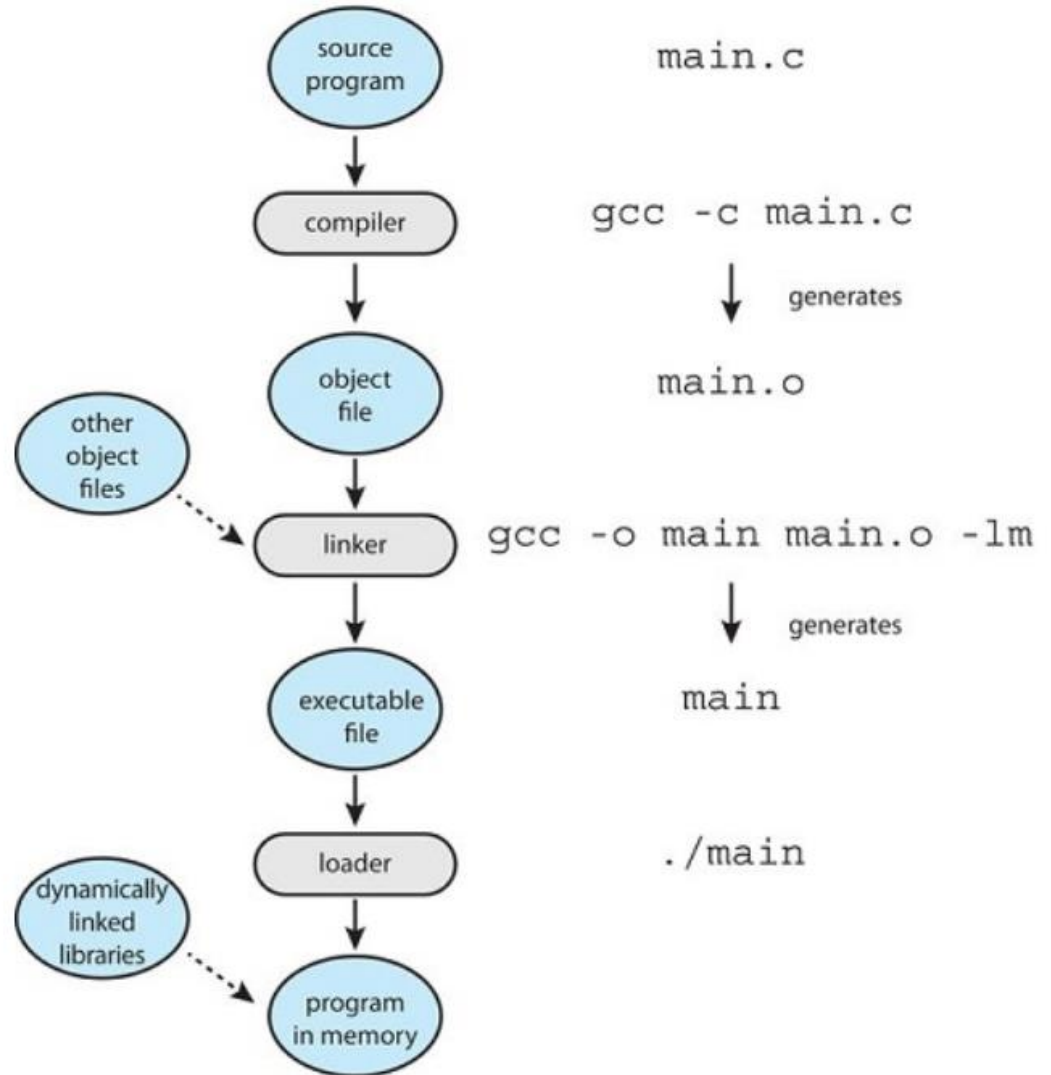 source
program
main.c
compiler
gcc -c main.c
generates
object
file
main.o
other
object
files
linker
gcc -o main main.o -lm
generates
executable
file
main
loader
./main
dynamically
linked
libraries
program
in memory